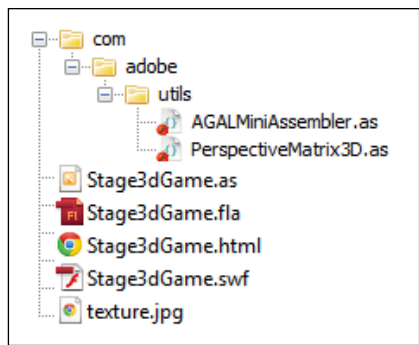 com
adobe
utils
AGALMiniAssembler.as
PerspectiveMatrix3D.as
Stage3dGame.as
Stage3dGame.fla
Stage3dGame.html
Stage3dGame.swf
texture.jpg